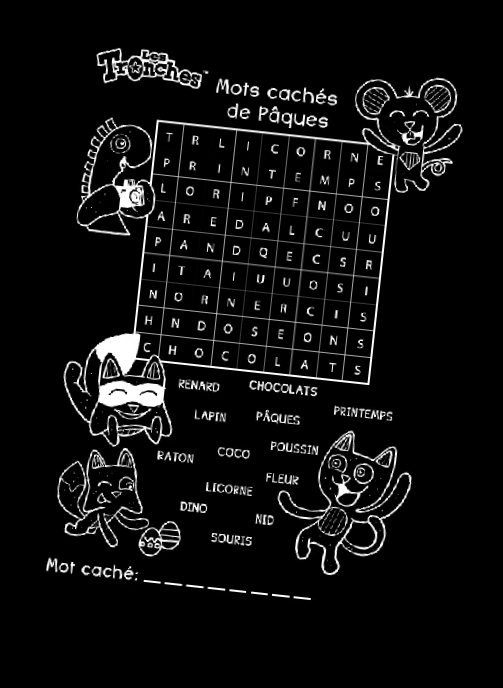 Les
Tronches™
Mots cachés
de Pâques
T R L I C O R N E
P R I N T E M P S
L O R I P F N O O
A R E D A L C U U
P A N D Q E C S R
I T A I U U O S I
N O R N E R C I S
H N D O S E O N S
C H O C O L A T S
RENARD CHOCOLATS
LAPIN PÂQUES PRINTEMPS
RATON COCO POUSSIN
LICORNE FLEUR
DINO NID
SOURIS
Mot caché: _ _ _ _ _ _ _ _